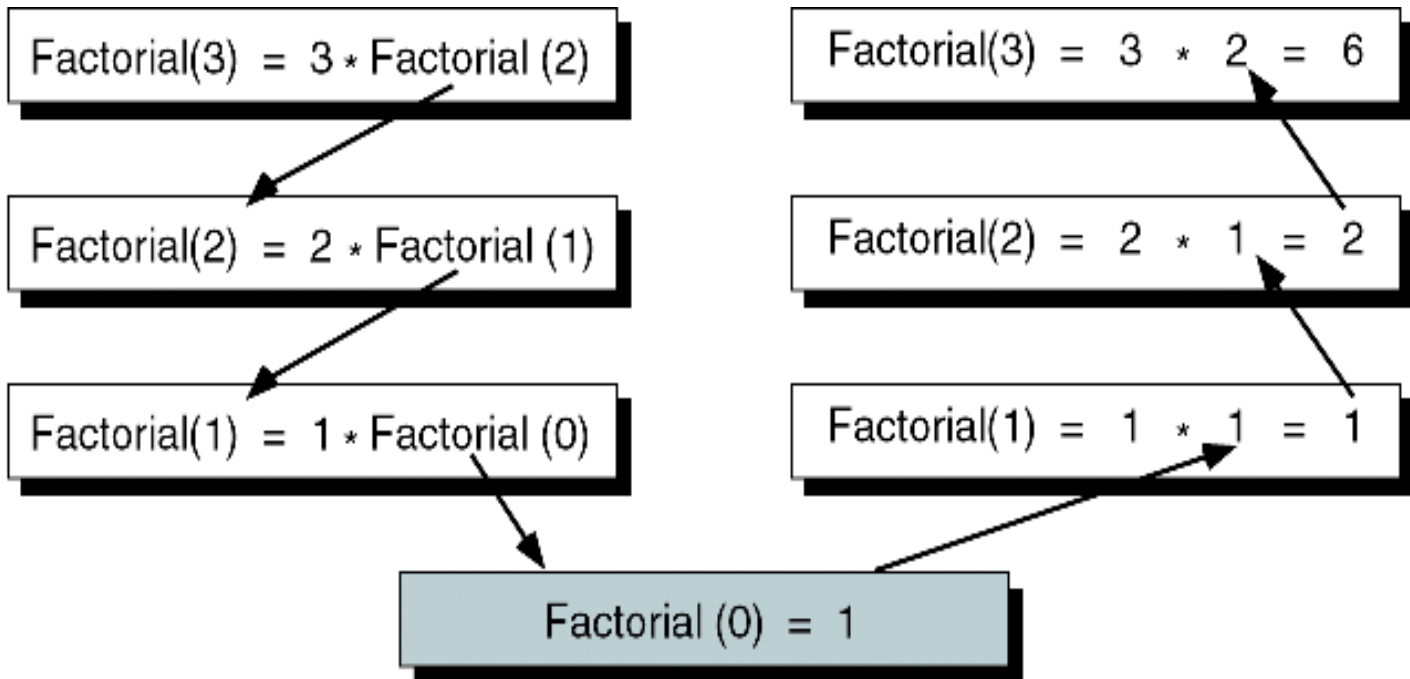 Factorial(3) = 3 * Factorial (2)
Factorial(3) = 3 * 2 = 6
Factorial(2) = 2 * Factorial (1)
Factorial(2) = 2 * 1 = 2
Factorial(1) = 1 * Factorial (0)
Factorial(1) = 1 * 1 = 1
Factorial (0) = 1